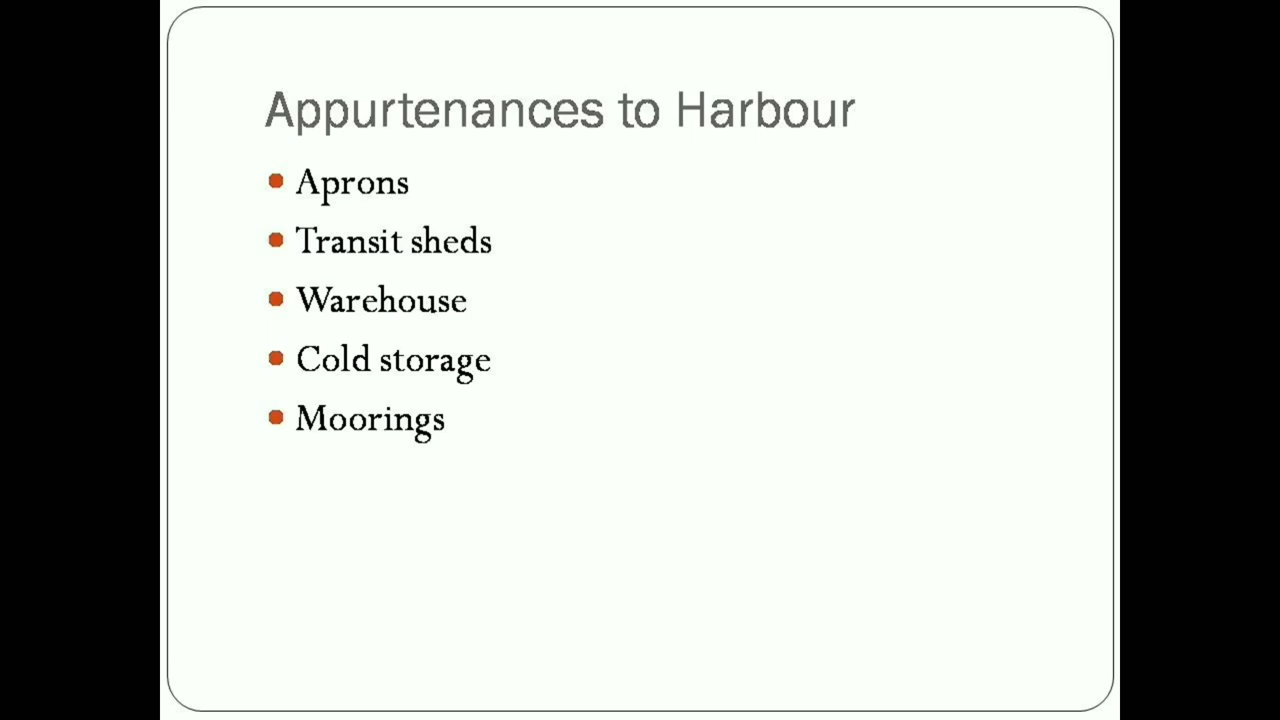 Appurtenances to Harbour
Aprons
Transit sheds
Warehouse
Cold storage
Moorings